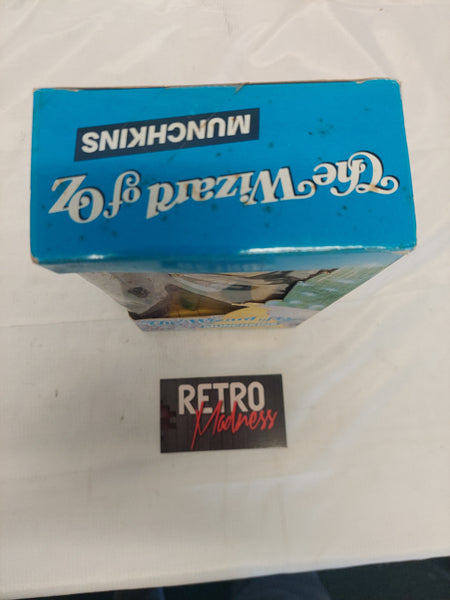 The Wizard of Oz
MUNCHKINS
RETRO
Madness